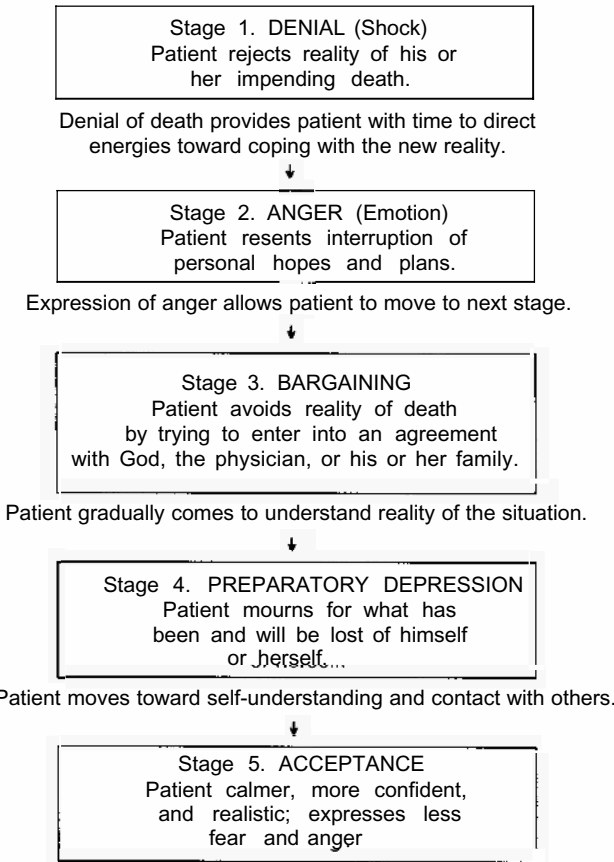 Stage 1. DENIAL (Shock)
Patient rejects reality of his or
her impending death.
Denial of death provides patient with time to direct
energies toward coping with the new reality.
Stage 2. ANGER (Emotion)
Patient resents interruption of
personal hopes and plans.
Expression of anger allows patient to move to next stage.
Stage 3. BARGAINING
Patient avoids reality of death
by trying to enter into an agreement
with God, the physician, or his or her family.
Patient gradually comes to understand reality of the situation.
Stage 4. PREPARATORY DEPRESSION
Patient mourns for what has
been and will be lost of himself
or herself.
Patient moves toward self-understanding and contact with others.
Stage 5. ACCEPTANCE
Patient calmer, more confident,
and realistic; expresses less
fear and anger